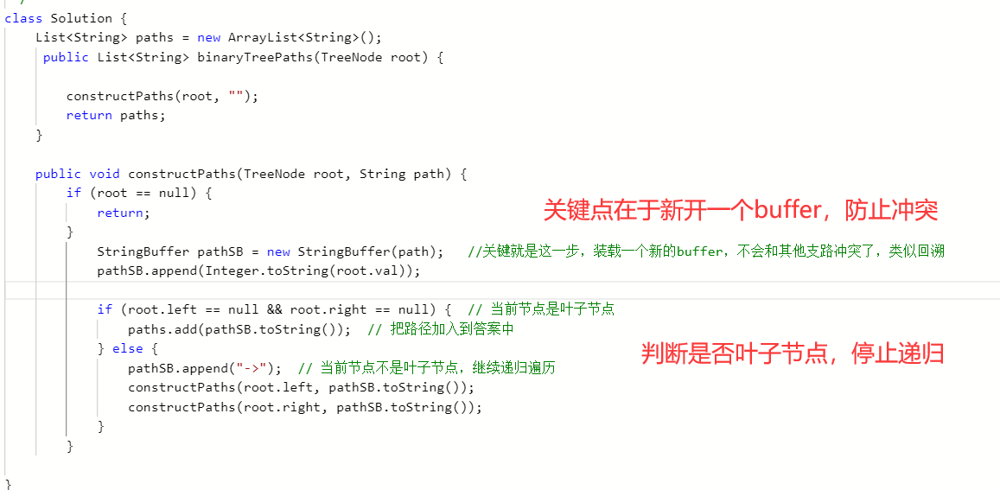 /
class Solution {
    List<String> paths = new ArrayList<String>();
     public List<String> binaryTreePaths(TreeNode root) {
        constructPaths(root, "");
        return paths;
    }
    public void constructPaths(TreeNode root, String path) {
        if (root == null) {
关键点在于新开一个buffer，防止冲突
            return;
        }
            StringBuffer pathSB = new StringBuffer(path);   //关键就是这一步，装载一个新的buffer，不会和其他支路冲突了，类似回溯
            pathSB.append(Integer.toString(root.val));
            if (root.left == null && root.right == null) {  // 当前节点是叶子节点
                paths.add(pathSB.toString());  // 把路径加入到答案中
            } else {
判断是否叶子节点，停止递归
                pathSB.append("->");  // 当前节点不是叶子节点，继续递归遍历
                constructPaths(root.left, pathSB.toString());
                constructPaths(root.right, pathSB.toString());
            }
        }
}